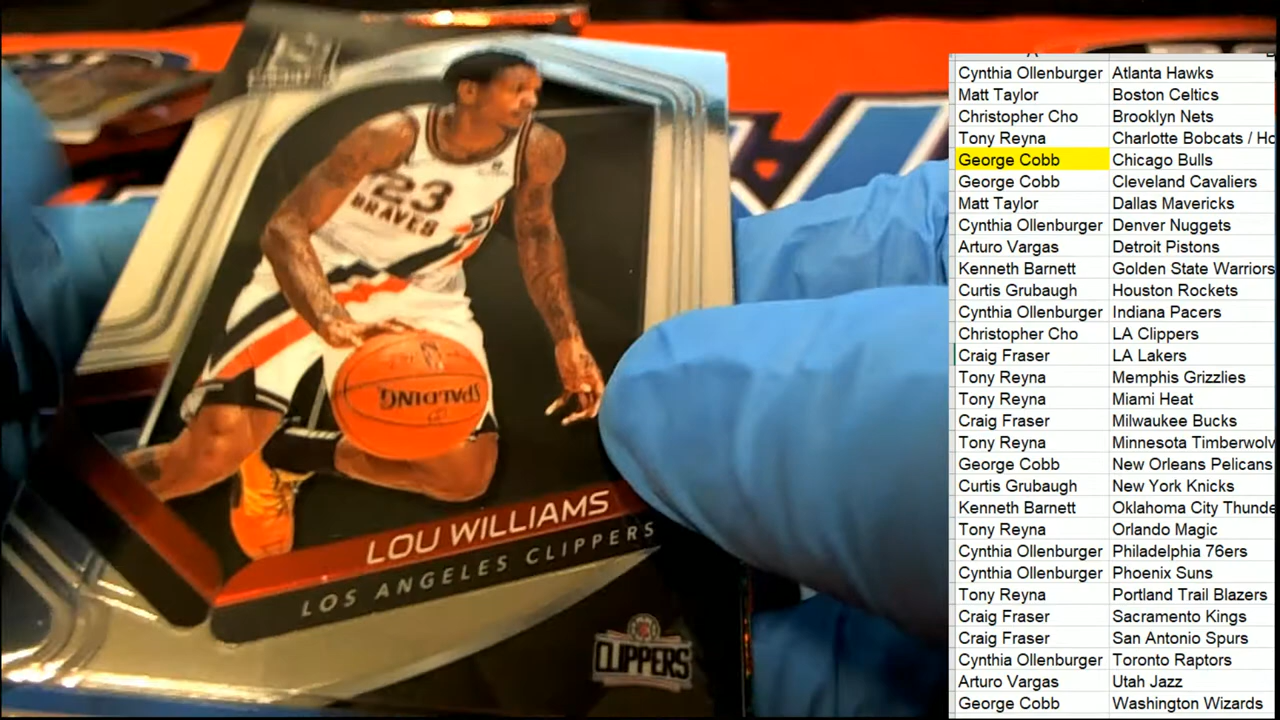 23
BRAVES
SPALDING
LOU WILLIAMS
LOS ANGELES CLIPPERS
CLIPPERS
Cynthia Ollenburger Atlanta Hawks
Matt Taylor Boston Celtics
Christopher Cho Brooklyn Nets
Tony Reyna Charlotte Bobcats / Ho
George Cobb Chicago Bulls
George Cobb Cleveland Cavaliers
Matt Taylor Dallas Mavericks
Cynthia Ollenburger Denver Nuggets
Arturo Vargas Detroit Pistons
Kenneth Barnett Golden State Warriors
Curtis Grubaugh Houston Rockets
Cynthia Ollenburger Indiana Pacers
Christopher Cho LA Clippers
Craig Fraser LA Lakers
Tony Reyna Memphis Grizzlies
Tony Reyna Miami Heat
Craig Fraser Milwaukee Bucks
Tony Reyna Minnesota Timberwolv
George Cobb New Orleans Pelicans
Curtis Grubaugh New York Knicks
Kenneth Barnett Oklahoma City Thunde
Tony Reyna Orlando Magic
Cynthia Ollenburger Philadelphia 76ers
Cynthia Ollenburger Phoenix Suns
Tony Reyna Portland Trail Blazers
Craig Fraser Sacramento Kings
Craig Fraser San Antonio Spurs
Cynthia Ollenburger Toronto Raptors
Arturo Vargas Utah Jazz
George Cobb Washington Wizards